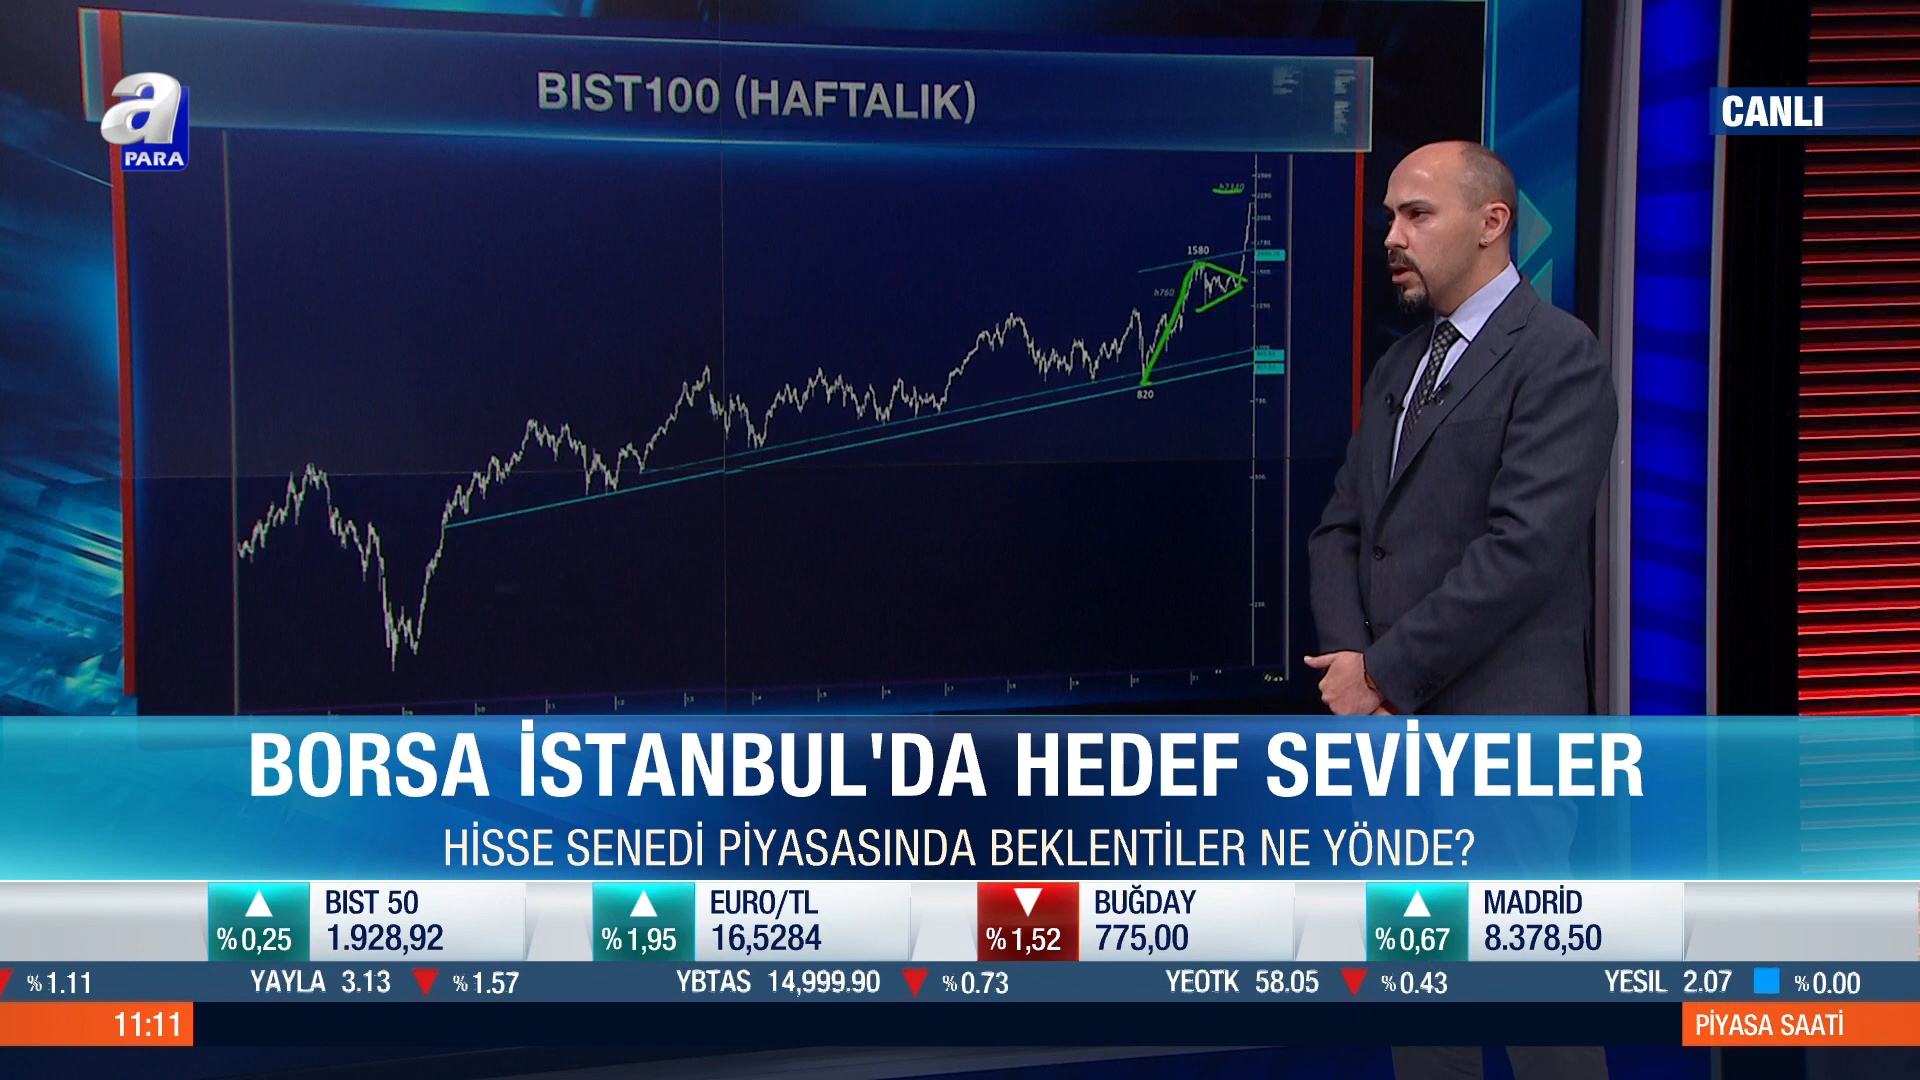 BIST100 (HAFTALIK)
a
PARA
CANLI
1580
h760
820
BORSA İSTANBUL'DA HEDEF SEVİYELER
HİSSE SENEDİ PİYASASINDA BEKLENTİLER NE YÖNDE?
%0,25 BIST 50 1.928,92
%1,95 EURO/TL 16,5284
%1,52 BUĞDAY 775,00
%0,67 MADRİD 8.378,50
%1.11 YAYLA 3.13 %1.57 YBTAS 14,999.90 %0.73 YEOTK 58.05 %0.43 YESIL 2.07 %0.00
11:11
PİYASA SAATİ